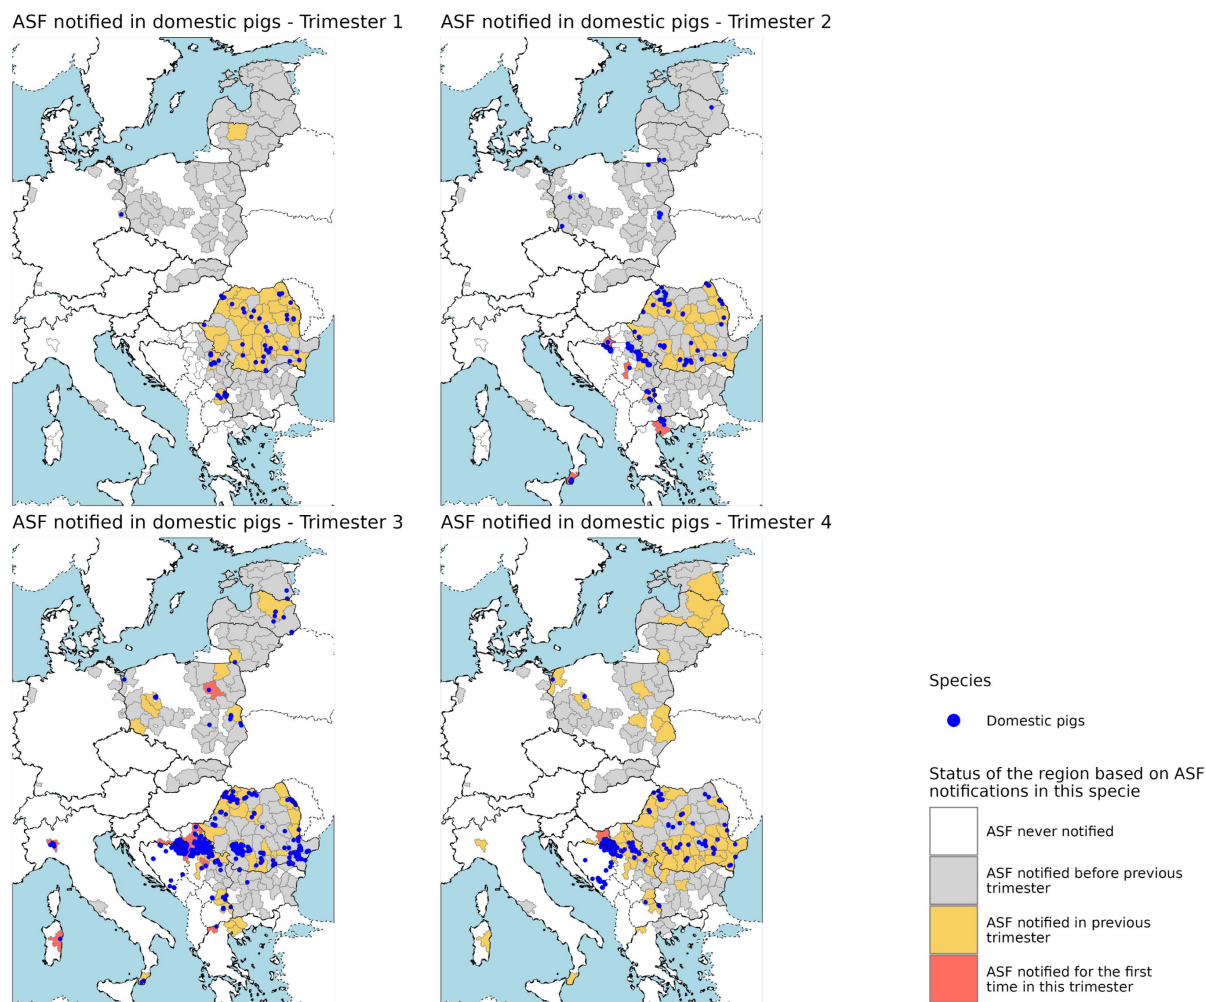 ASF notified in domestic pigs - Trimester 1
ASF notified in domestic pigs - Trimester 2
ASF notified in domestic pigs - Trimester 3
ASF notified in domestic pigs - Trimester 4
Species
Domestic pigs
Status of the region based on ASF
notifications in this specie
ASF never notified
ASF notified before previous
trimester
ASF notified in previous
trimester
ASF notified for the first
time in this trimester